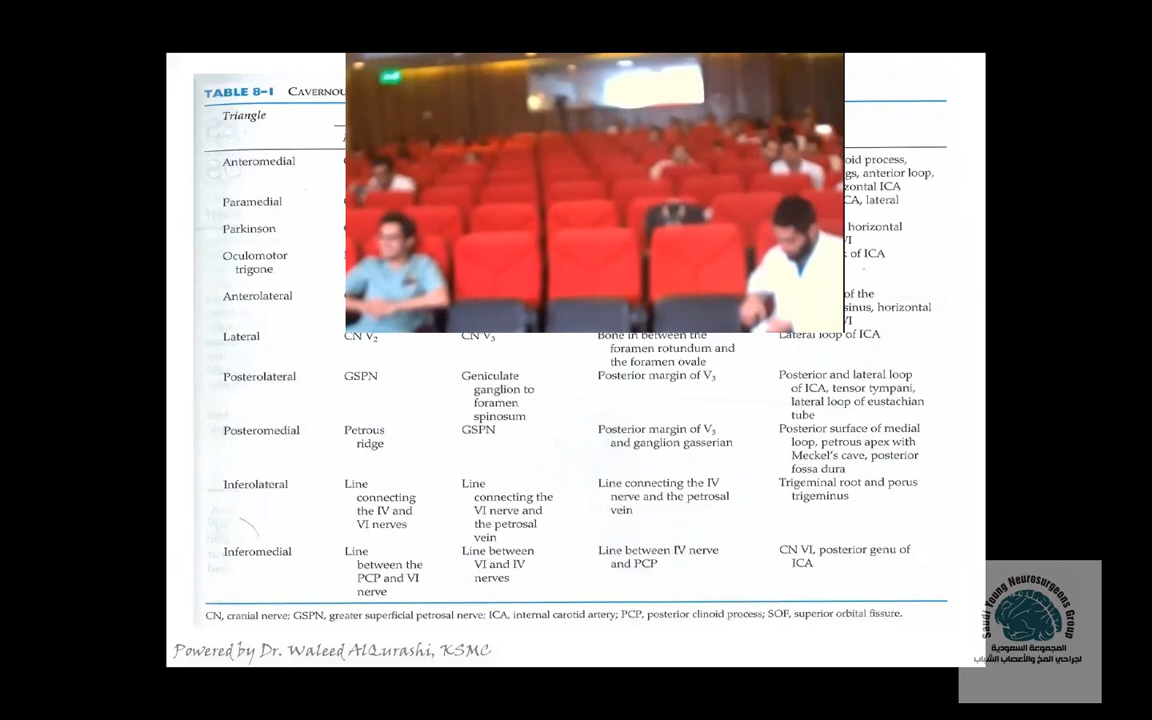 TABLE 8-1 CAVERNOU
Triangle
Anteromedial oid process,
gs, anterior loop,
zontal ICA
Paramedial CA, lateral
Parkinson horizontal
VI
Oculomotor k of ICA
trigone
Anterolateral of the
sinus, horizontal
VI
Lateral CN V2 CN V3 Bone in between the Lateral loop of ICA
foramen rotundum and
the foramen ovale
Posterolateral GSPN Geniculate Posterior margin of V3 Posterior and lateral loop
ganglion to of ICA, tensor tympani,
foramen lateral loop of eustachian
spinosum tube
Posteromedial Petrous GSPN Posterior margin of V3 Posterior surface of medial
ridge and ganglion gasserian loop, petrous apex with
Meckel's cave, posterior
fossa dura
Inferolateral Line Line Line connecting the IV Trigeminal root and porus
connecting connecting the nerve and the petrosal trigeminus
the IV and VI nerve and vein
VI nerves the petrosal
vein
Inferomedial Line Line between Line between IV nerve CN VI, posterior genu of
between the VI and IV and PCP ICA
PCP and VI nerves
nerve
CN, cranial nerve; GSPN, greater superficial petrosal nerve; ICA, internal carotid artery; PCP, posterior clinoid process; SOF, superior orbital fissure.
Powered by Dr. Waleed AlQurashi, KSMC
Saudi Young Neurosurgeons Group
المجموعة السعودية
لجراحي المخ والأعصاب الشباب